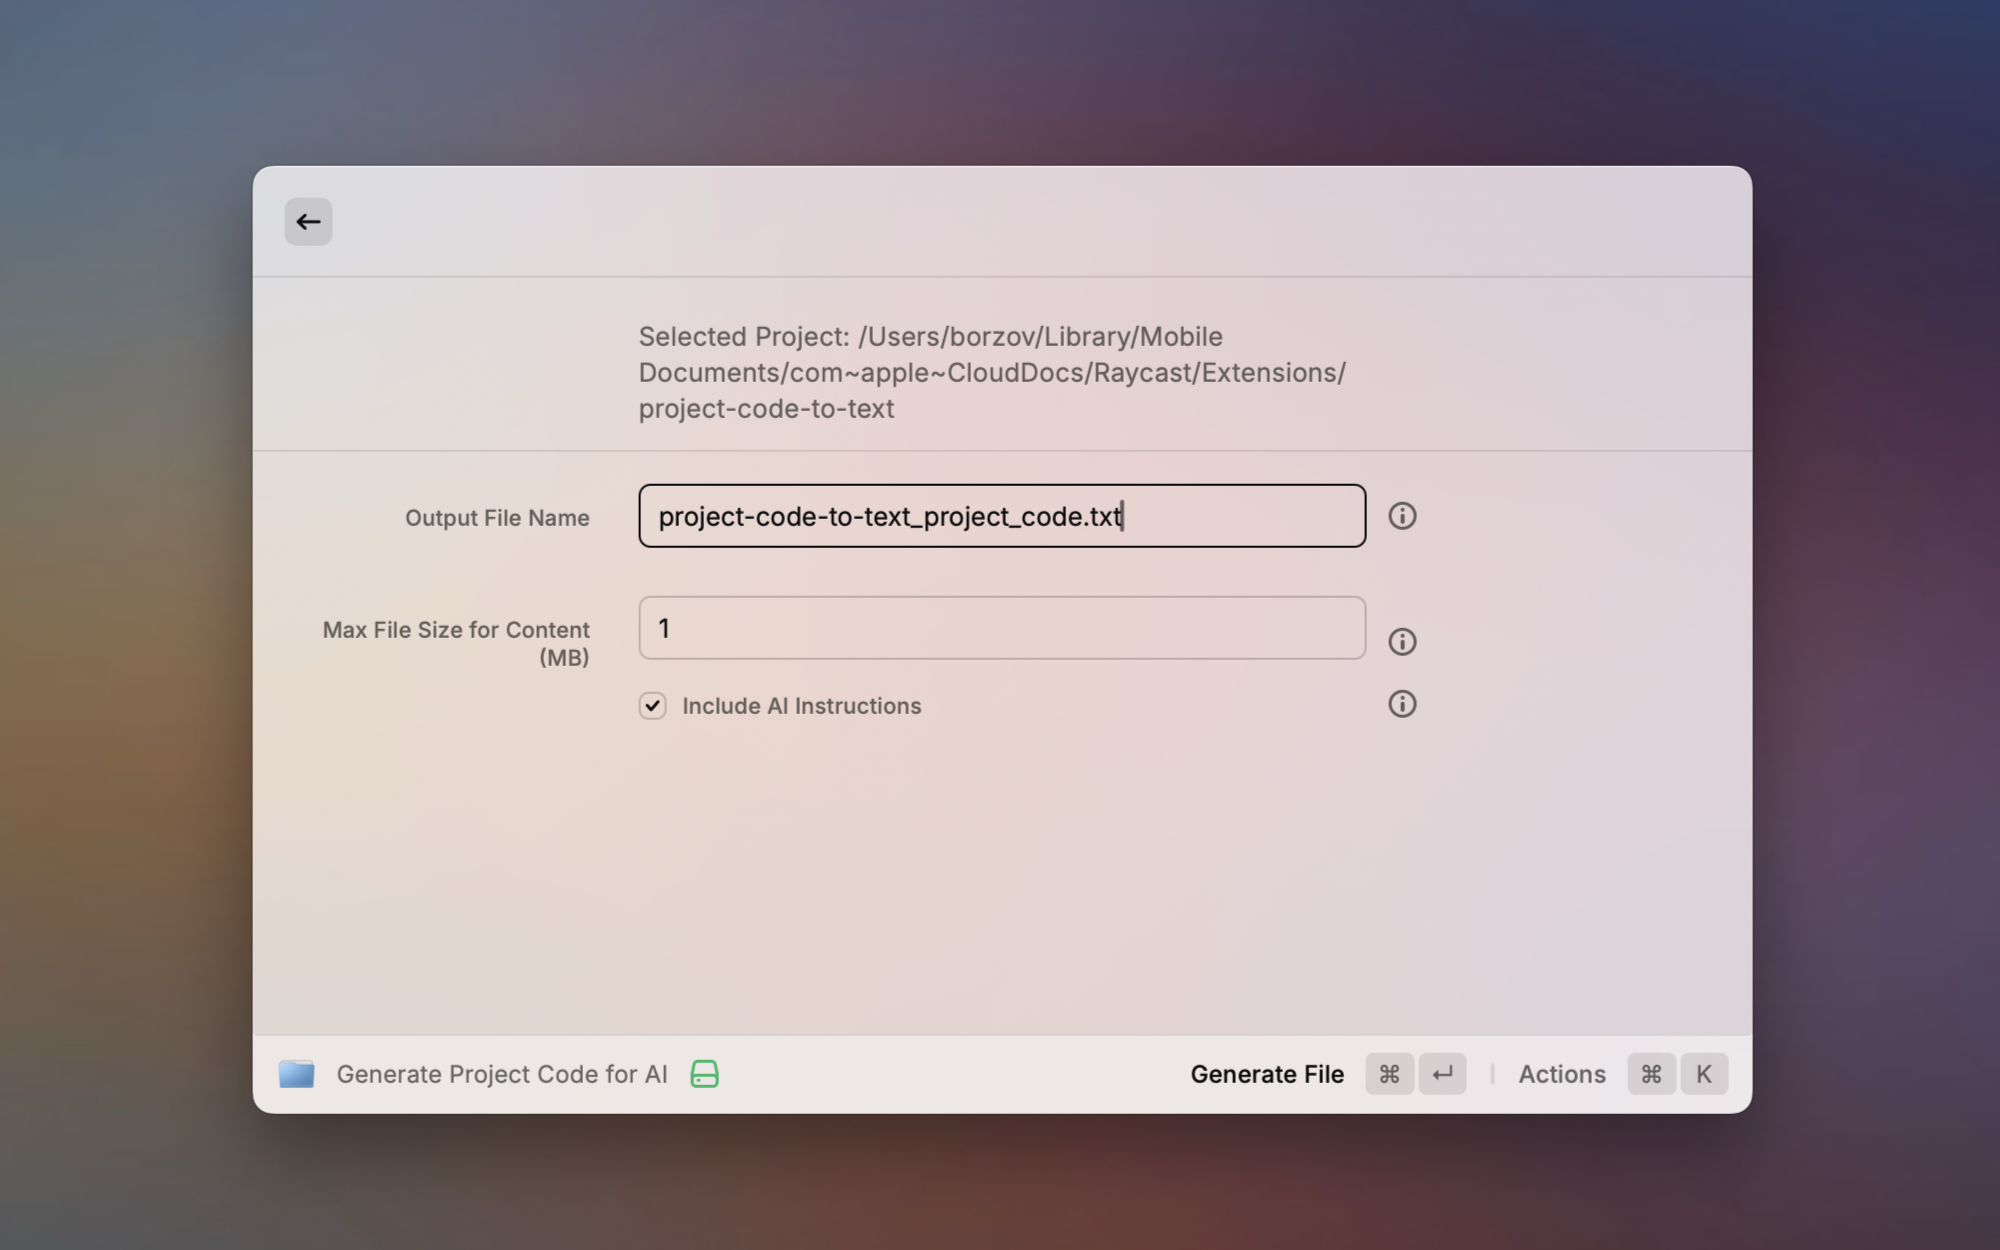 Selected Project: /Users/borzov/Library/Mobile
Documents/com~apple~CloudDocs/Raycast/Extensions/
project-code-to-text
Output File Name
project-code-to-text_project_code.txt
Max File Size for Content
(MB)
1
Include AI Instructions
Generate Project Code for AI
Generate File ⌘ ↵ Actions ⌘ K